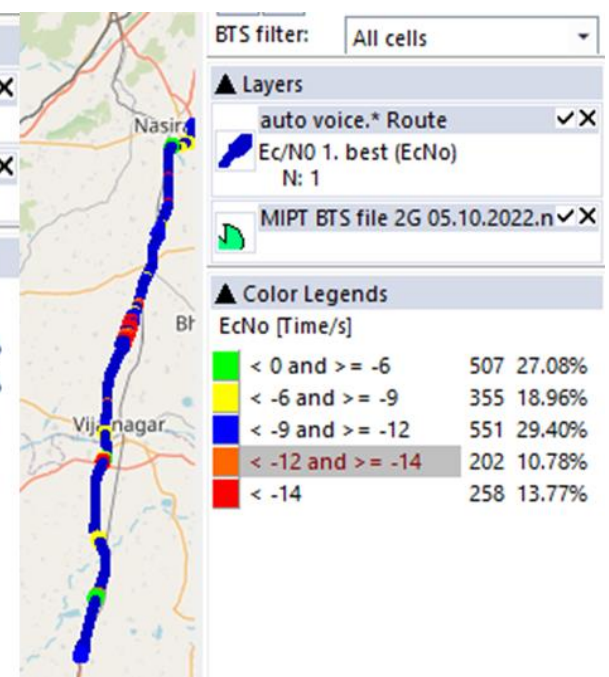 Nasir
Bh
Vijainagar
BTS filter:
All cells
Layers
auto voice.* Route
Ec/N0 1. best (EcNo)
N: 1
MIPT BTS file 2G 05.10.2022.n
Color Legends
EcNo [Time/s]
< 0 and >= -6 507 27.08%
< -6 and >= -9 355 18.96%
< -9 and >= -12 551 29.40%
< -12 and >= -14 202 10.78%
< -14 258 13.77%